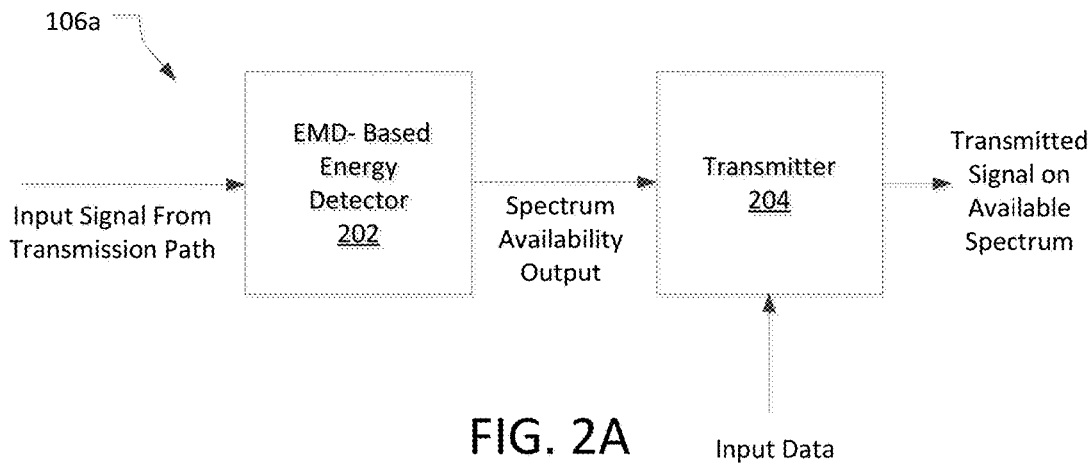 106a
EMD- Based
Energy
Detector
202
Transmitter
204
Transmitted
Signal on
Available
Spectrum
Input Signal From
Transmission Path
Spectrum
Availability
Output
FIG. 2A
Input Data